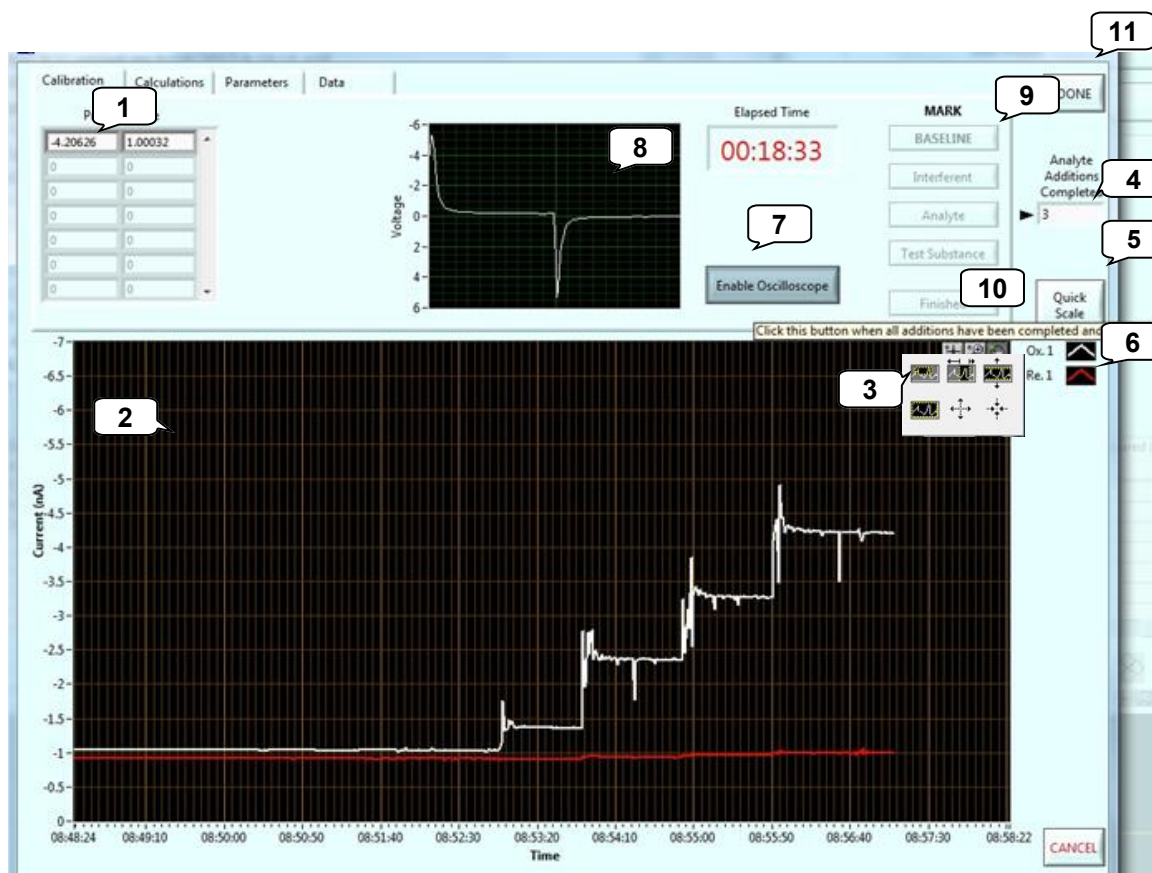 11
Calibration Calculations Parameters Data
DONE
9
1
-4.20626 1.00032
0 0
0 0
0 0
0 0
0 0
0 0
-6-
-4-
-2-
0-
2-
4-
6-
Voltage
8
Elapsed Time
00:18:33
7
Enable Oscilloscope
MARK
BASELINE
Interferent
Analyte
Test Substance
Finished
10
Analyte
Additions
Complete
4
3
5
Quick
Scale
Click this button when all additions have been completed and
6
Ox. 1
Re. 1
3
2
-7-
-6.5-
-6-
-5.5-
-5-
-4.5-
-4-
-3.5-
-3-
-2.5-
-2-
-1.5-
-1-
-0.5-
0-
Current (nA)
08:48:24 08:49:10 08:50:00 08:50:50 08:51:40 08:52:30 08:53:20 08:54:10 08:55:00 08:55:50 08:56:40 08:57:30 08:58:22
Time
CANCEL